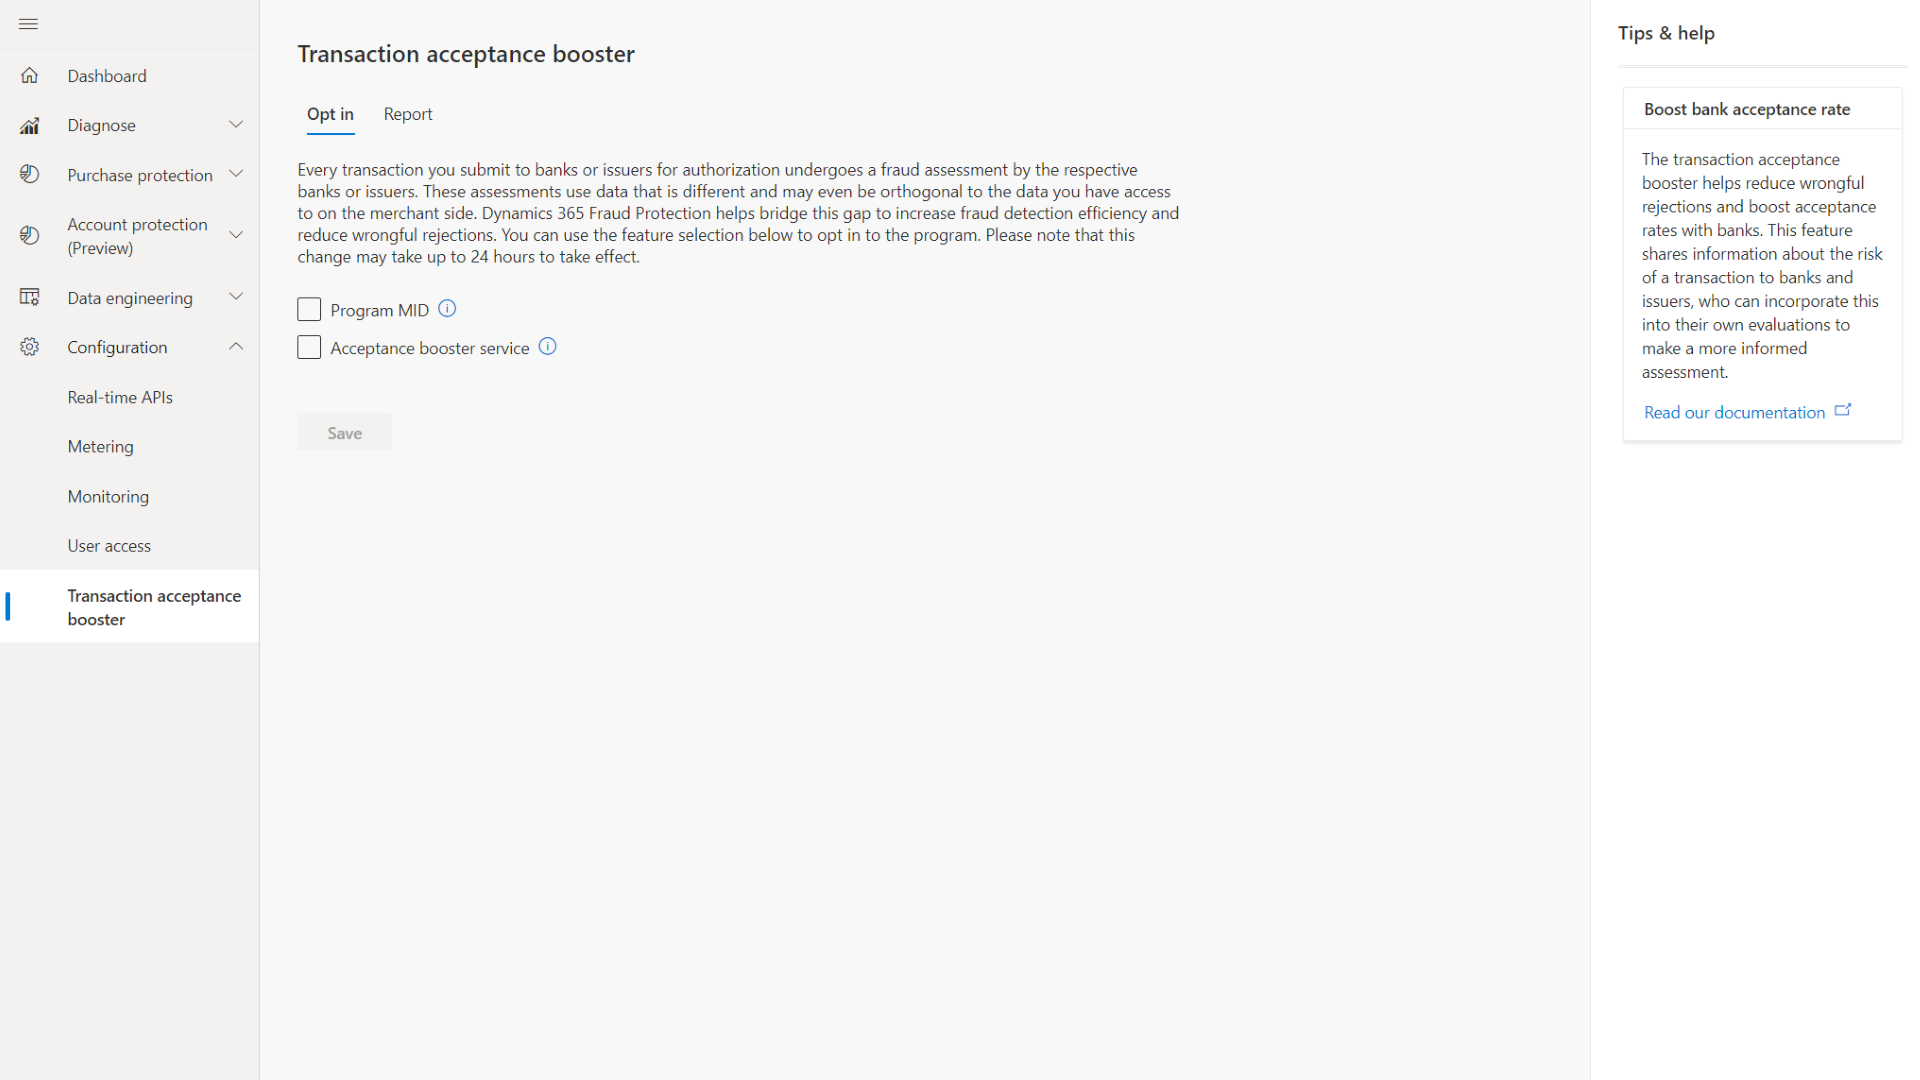 Dashboard
Diagnose
Purchase protection
Account protection
(Preview)
Data engineering
Configuration
Real-time APIs
Metering
Monitoring
User access
Transaction acceptance
booster
Transaction acceptance booster
Opt in
Report
Every transaction you submit to banks or issuers for authorization undergoes a fraud assessment by the respective
banks or issuers. These assessments use data that is different and may even be orthogonal to the data you have access
to on the merchant side. Dynamics 365 Fraud Protection helps bridge this gap to increase fraud detection efficiency and
reduce wrongful rejections. You can use the feature selection below to opt in to the program. Please note that this
change may take up to 24 hours to take effect.
Program MID
Acceptance booster service
Save
Tips & help
Boost bank acceptance rate
The transaction acceptance
booster helps reduce wrongful
rejections and boost acceptance
rates with banks. This feature
shares information about the risk
of a transaction to banks and
issuers, who can incorporate this
into their own evaluations to
make a more informed
assessment.
Read our documentation